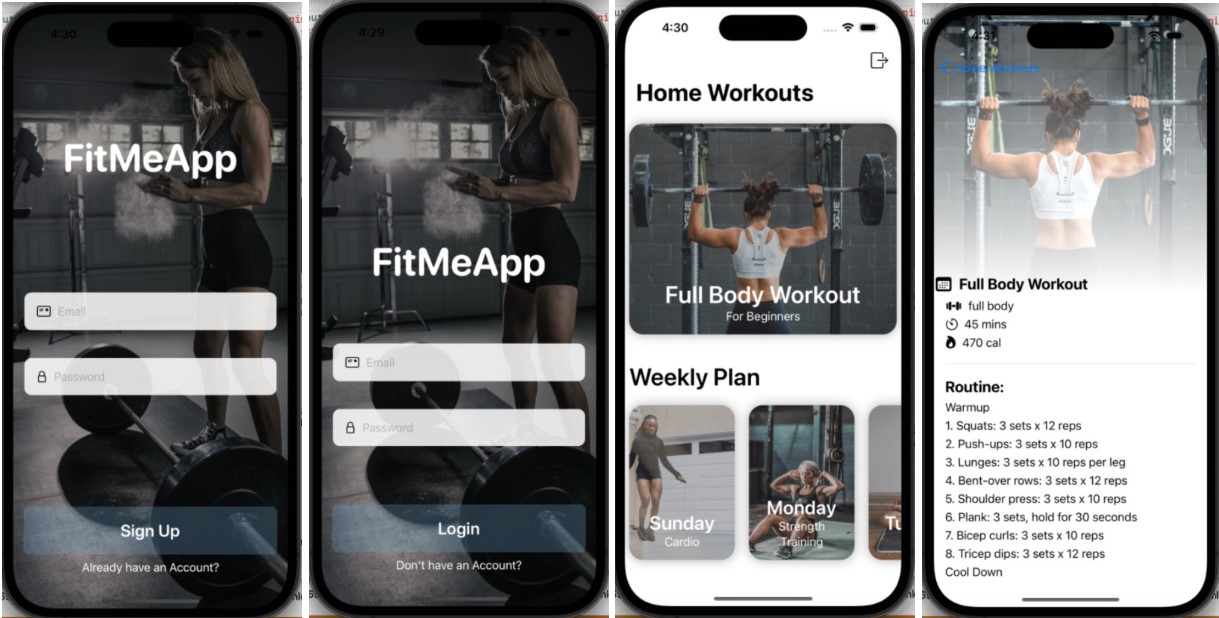 4:30
FitMeApp
Email
Password
Sign Up
Already have an Account?
4:29
FitMeApp
Email
Password
Login
Don't have an Account?
4:30
Home Workouts
Full Body Workout
For Beginners
Weekly Plan
Sunday
Cardio
Monday
Strength
Training
Tu
4:31
Home Workouts
Full Body Workout
full body
45 mins
470 cal
Routine:
Warmup
1. Squats: 3 sets x 12 reps
2. Push-ups: 3 sets x 10 reps
3. Lunges: 3 sets x 10 reps per leg
4. Bent-over rows: 3 sets x 12 reps
5. Shoulder press: 3 sets x 10 reps
6. Plank: 3 sets, hold for 30 seconds
7. Bicep curls: 3 sets x 10 reps
8. Tricep dips: 3 sets x 12 reps
Cool Down